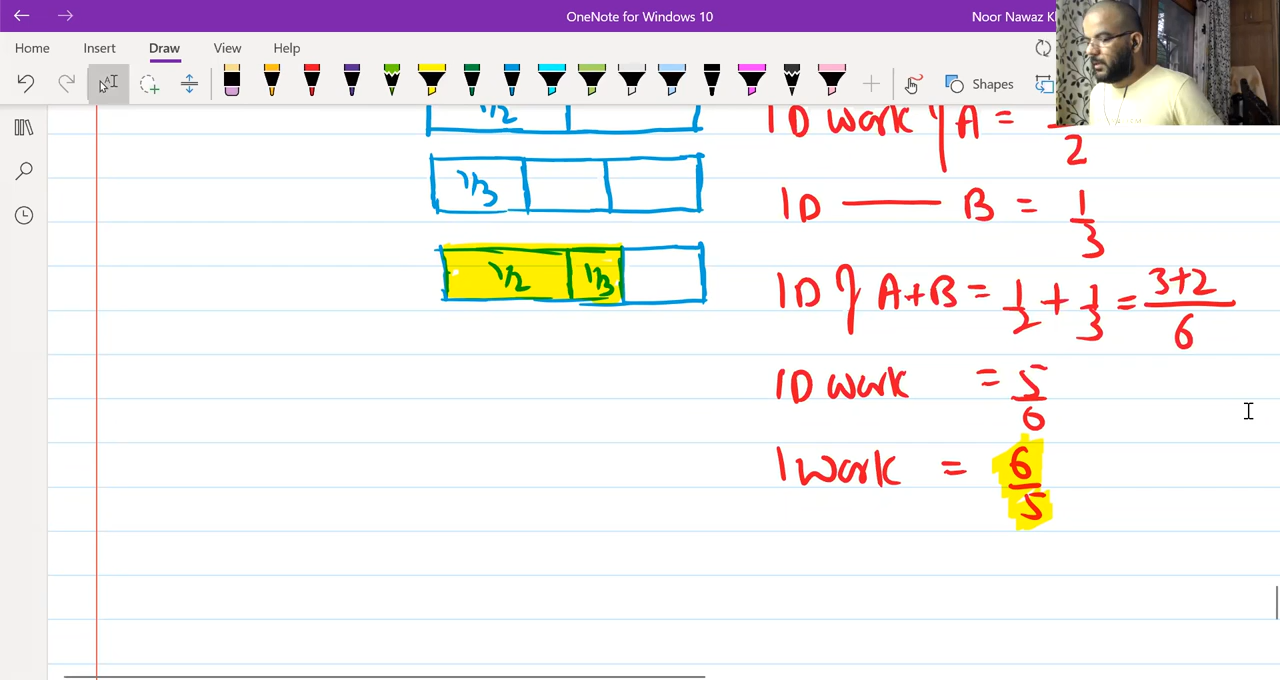 OneNote for Windows 10
Noor Nawaz
Home Insert Draw View Help
Shapes
1/2
1D work of A =
2
1/3
1D —— B = 1/3
1/2 1/3
1D of A+B = 1/2 + 1/3 = 3+2/6
1D work = 5/6
1 Work = 6/5